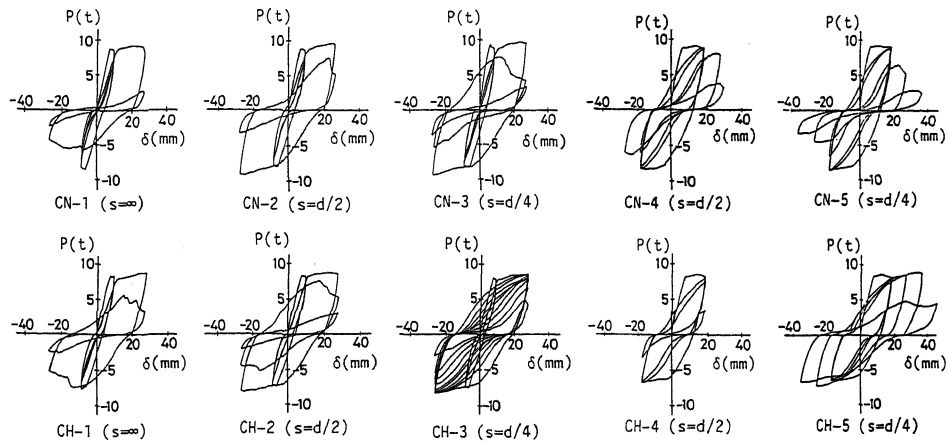 P(t) P(t) P(t) P(t) P(t)
10 10 10 10 10
5 5 5 5 5
-40 -20 -40 -20 -40 -20 -40 -20 -40 -20
20 40 20 40 20 40 20 40 20 40
δ(mm) δ(mm) δ(mm) δ(mm) δ(mm)
-5 -5 -5 -5 -5
-10 -10 -10 -10 -10
CN-1 (s=∞) CN-2 (s=d/2) CN-3 (s=d/4) CN-4 (s=d/2) CN-5 (s=d/4)
P(t) P(t) P(t) P(t) P(t)
10 10 10 10 10
5 5 5 5 5
-40 -20 -40 -20 -40 -20 -40 -20 -40 -20
20 40 20 40 20 40 20 40 20 40
δ(mm) δ(mm) δ(mm) δ(mm) δ(mm)
-5 -5 -5 -5 -5
-10 -10 -10 -10 -10
CH-1 (s=∞) CH-2 (s=d/2) CH-3 (s=d/4) CH-4 (s=d/2) CH-5 (s=d/4)